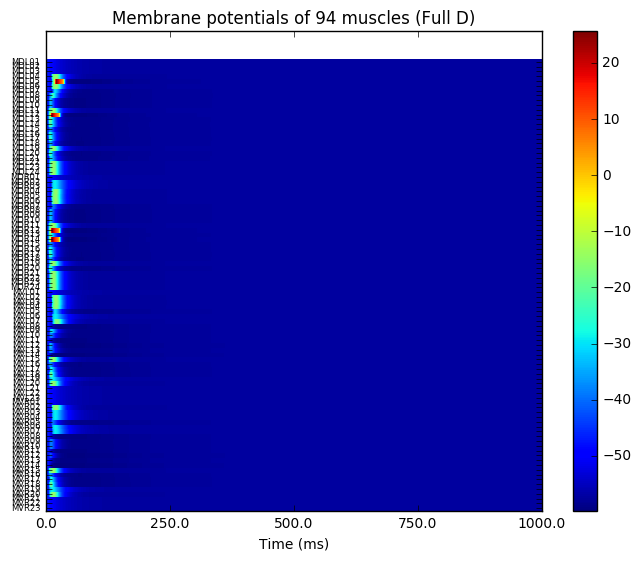 Membrane potentials of 94 muscles (Full D)
MDL01
MDL02
MDL03
MDL04
MDL05
MDL06
MDL07
MDL08
MDL09
MDL10
MDL11
MDL12
MDL13
MDL14
MDL15
MDL16
MDL17
MDL18
MDL19
MDL20
MDL21
MDL22
MDL23
MDL24
MDR01
MDR02
MDR03
MDR04
MDR05
MDR06
MDR07
MDR08
MDR09
MDR10
MDR11
MDR12
MDR13
MDR14
MDR15
MDR16
MDR17
MDR18
MDR19
MDR20
MDR21
MDR22
MDR23
MDR24
MVL01
MVL02
MVL03
MVL04
MVL05
MVL06
MVL07
MVL08
MVL09
MVL10
MVL11
MVL12
MVL13
MVL14
MVL15
MVL16
MVL17
MVL18
MVL19
MVL20
MVL21
MVL22
MVL23
MVR01
MVR02
MVR03
MVR04
MVR05
MVR06
MVR07
MVR08
MVR09
MVR10
MVR11
MVR12
MVR13
MVR14
MVR15
MVR16
MVR17
MVR18
MVR19
MVR20
MVR21
MVR22
MVR23
0.0 250.0 500.0 750.0 1000.0
Time (ms)
20
10
0
−10
−20
−30
−40
−50